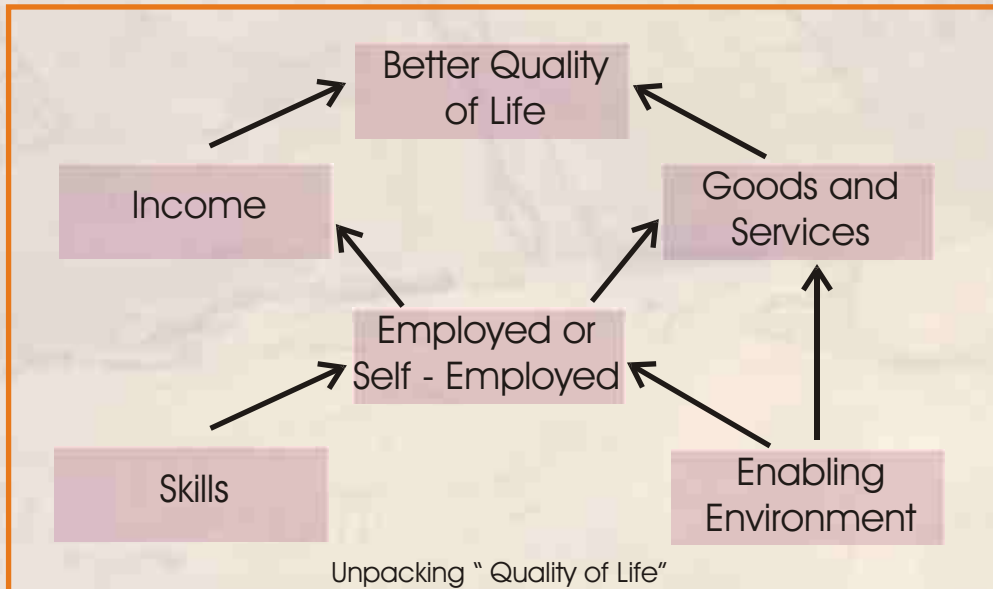 Better Quality
of Life
Income
Goods and
Services
Employed or
Self - Employed
Skills
Enabling
Environment
Unpacking “ Quality of Life”